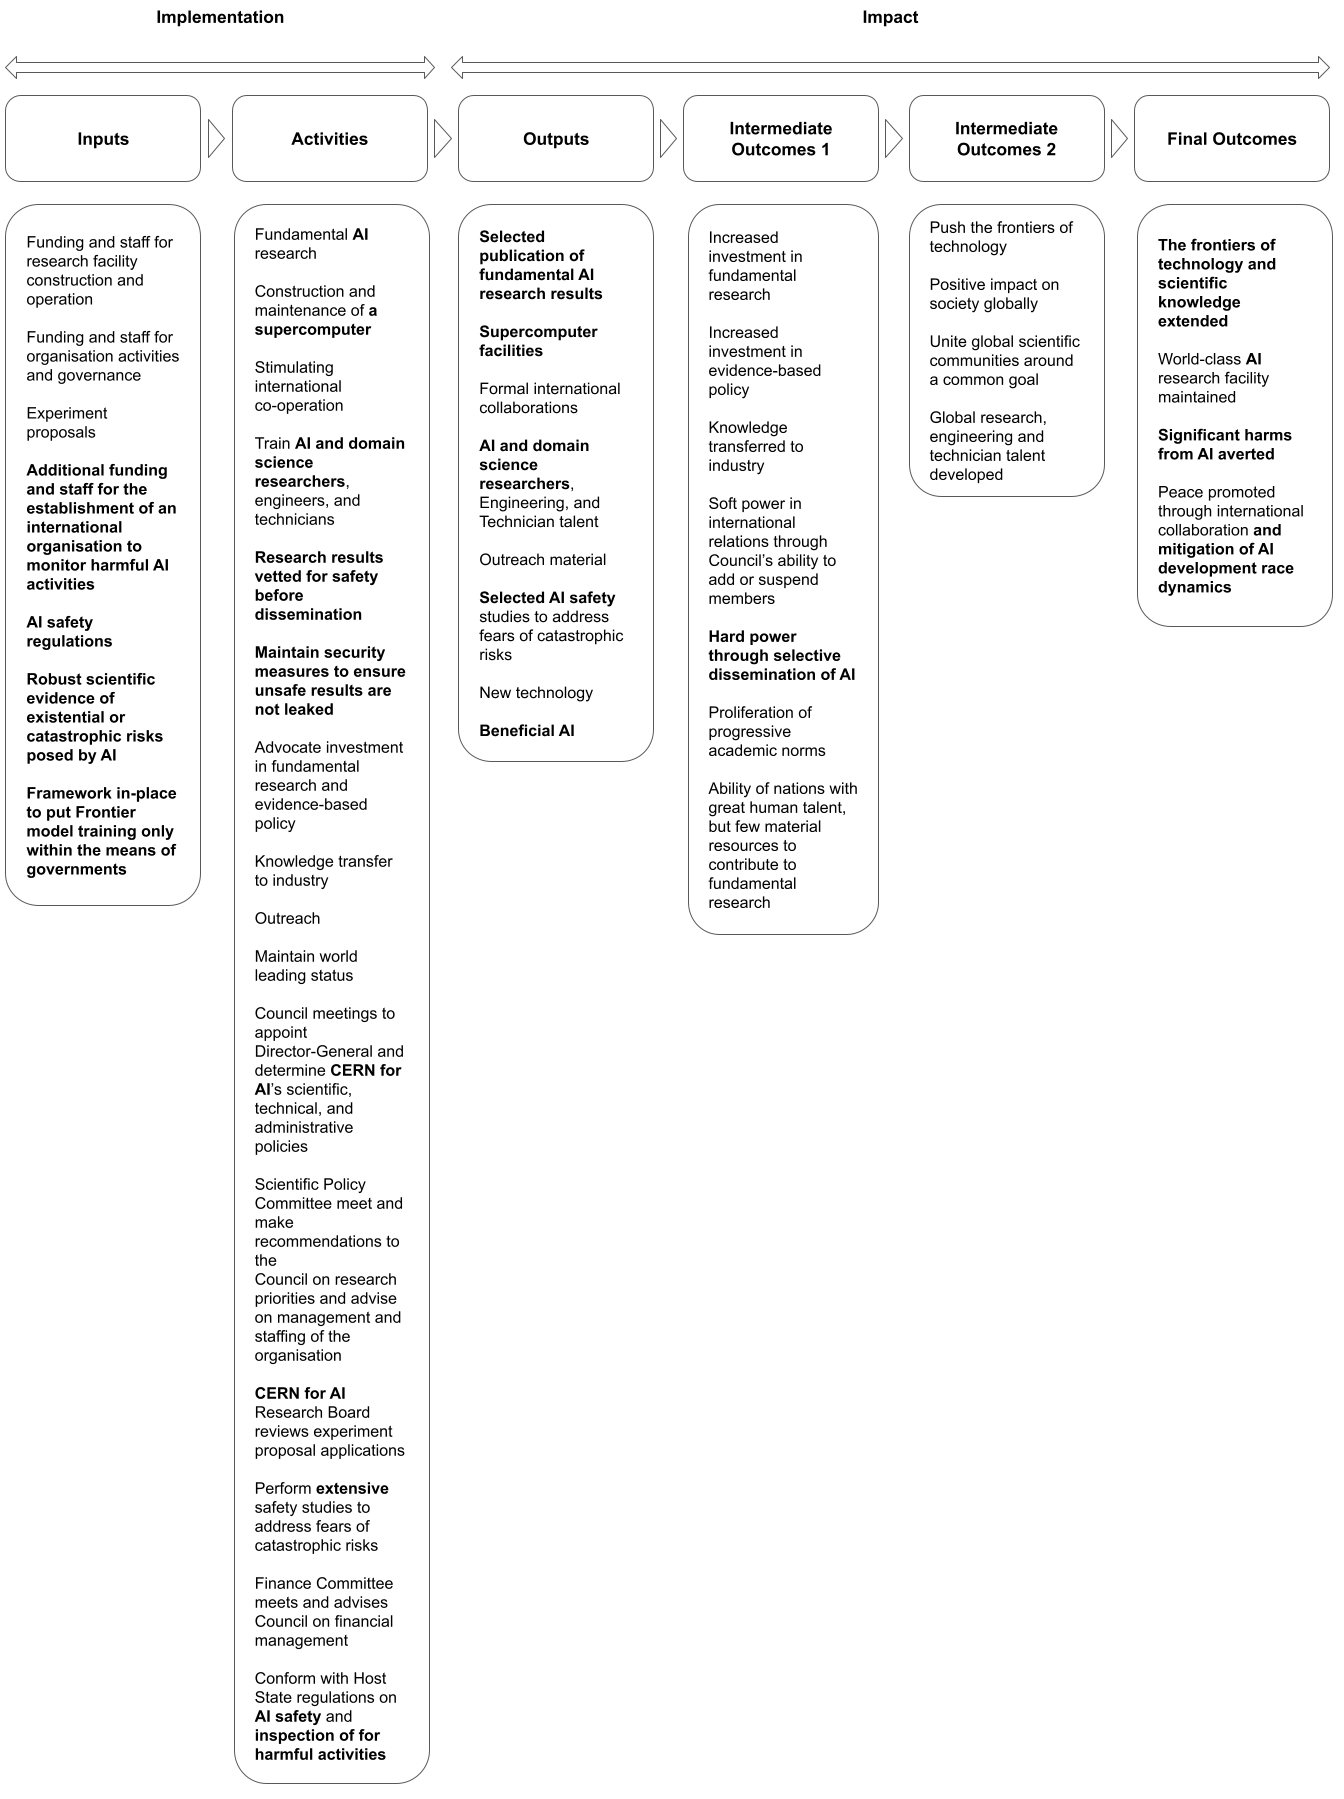 Implementation
Impact
Inputs
Activities
Outputs
Intermediate
Outcomes 1
Intermediate
Outcomes 2
Final Outcomes
Funding and staff for
research facility
construction and
operation
Funding and staff for
organisation activities
and governance
Experiment
proposals
Additional funding
and staff for the
establishment of an
international
organisation to
monitor harmful AI
activities
AI safety
regulations
Robust scientific
evidence of
existential or
catastrophic risks
posed by AI
Framework in-place
to put Frontier
model training only
within the means of
governments
Fundamental AI
research
Construction and
maintenance of a
supercomputer
Stimulating
international
co-operation
Train AI and domain
science
researchers,
engineers, and
technicians
Research results
vetted for safety
before
dissemination
Maintain security
measures to ensure
unsafe results are
not leaked
Advocate investment
in fundamental
research and
evidence-based
policy
Knowledge transfer
to industry
Outreach
Maintain world
leading status
Council meetings to
appoint
Director-General and
determine CERN for
AI's scientific,
technical, and
administrative
policies
Scientific Policy
Committee meet and
make
recommendations to
the
Council on research
priorities and advise
on management and
staffing of the
organisation
CERN for AI
Research Board
reviews experiment
proposal applications
Perform extensive
safety studies to
address fears of
catastrophic risks
Finance Committee
meets and advises
Council on financial
management
Conform with Host
State regulations on
AI safety and
inspection of for
harmful activities
Selected
publication of
fundamental AI
research results
Supercomputer
facilities
Formal international
collaborations
AI and domain
science
researchers,
Engineering, and
Technician talent
Outreach material
Selected AI safety
studies to address
fears of catastrophic
risks
New technology
Beneficial AI
Increased
investment in
fundamental
research
Increased
investment in
evidence-based
policy
Knowledge
transferred to
industry
Soft power in
international
relations through
Council's ability to
add or suspend
members
Hard power
through selective
dissemination of AI
Proliferation of
progressive
academic norms
Ability of nations with
great human talent,
but few material
resources to
contribute to
fundamental
research
Push the frontiers of
technology
Positive impact on
society globally
Unite global scientific
communities around
a common goal
Global research,
engineering and
technician talent
developed
The frontiers of
technology and
scientific
knowledge
extended
World-class AI
research facility
maintained
Significant harms
from AI averted
Peace promoted
through international
collaboration and
mitigation of AI
development race
dynamics